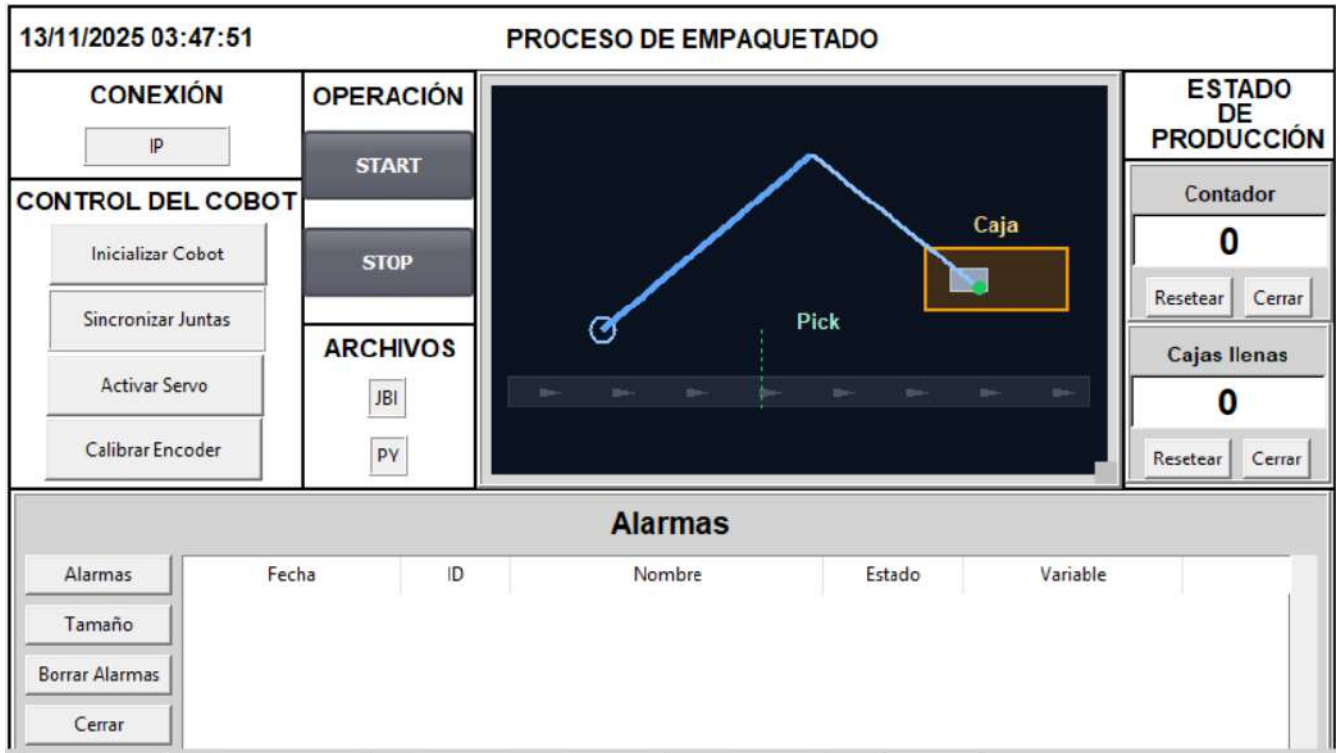 13/11/2025 03:47:51
PROCESO DE EMPAQUETADO
CONEXIÓN
IP
CONTROL DEL COBOT
Inicializar Cobot
Sincronizar Juntas
Activar Servo
Calibrar Encoder
OPERACIÓN
START
STOP
ARCHIVOS
JBI
PY
Caja
Pick
ESTADO
DE
PRODUCCIÓN
Contador
0
Resetear Cerrar
Cajas llenas
0
Resetear Cerrar
Alarmas
Alarmas
Tamaño
Borrar Alarmas
Cerrar
Fecha ID Nombre Estado Variable